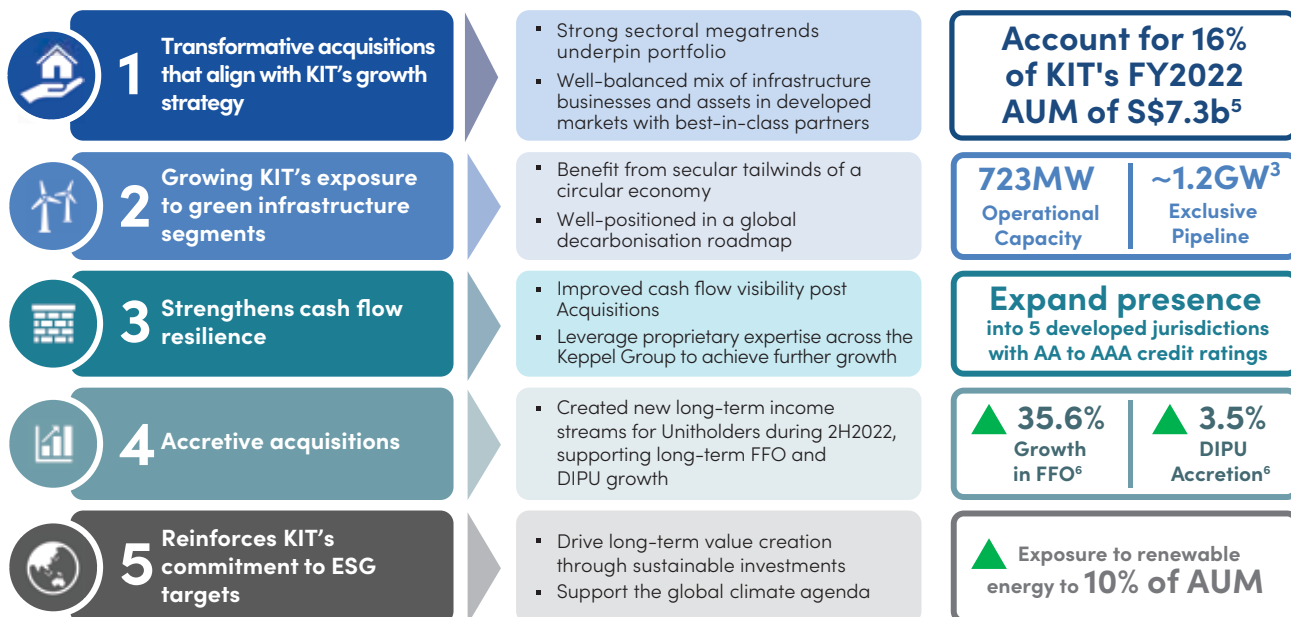 1
Transformative acquisitions
that align with KIT's growth
strategy
▪ Strong sectoral megatrends
underpin portfolio
▪ Well-balanced mix of infrastructure
businesses and assets in developed
markets with best-in-class partners
Account for 16%
of KIT's FY2022
AUM of S$7.3b⁵
2
Growing KIT's exposure
to green infrastructure
segments
▪ Benefit from secular tailwinds of a
circular economy
▪ Well-positioned in a global
decarbonisation roadmap
723MW
Operational
Capacity
~1.2GW³
Exclusive
Pipeline
3
Strengthens cash flow
resilience
▪ Improved cash flow visibility post
Acquisitions
▪ Leverage proprietary expertise across the
Keppel Group to achieve further growth
Expand presence
into 5 developed jurisdictions
with AA to AAA credit ratings
4
Accretive acquisitions
▪ Created new long-term income
streams for Unitholders during 2H2022,
supporting long-term FFO and
DIPU growth
35.6%
Growth
in FFO⁶
3.5%
DIPU
Accretion⁶
5
Reinforces KIT's
commitment to ESG
targets
▪ Drive long-term value creation
through sustainable investments
▪ Support the global climate agenda
Exposure to renewable
energy to 10% of AUM